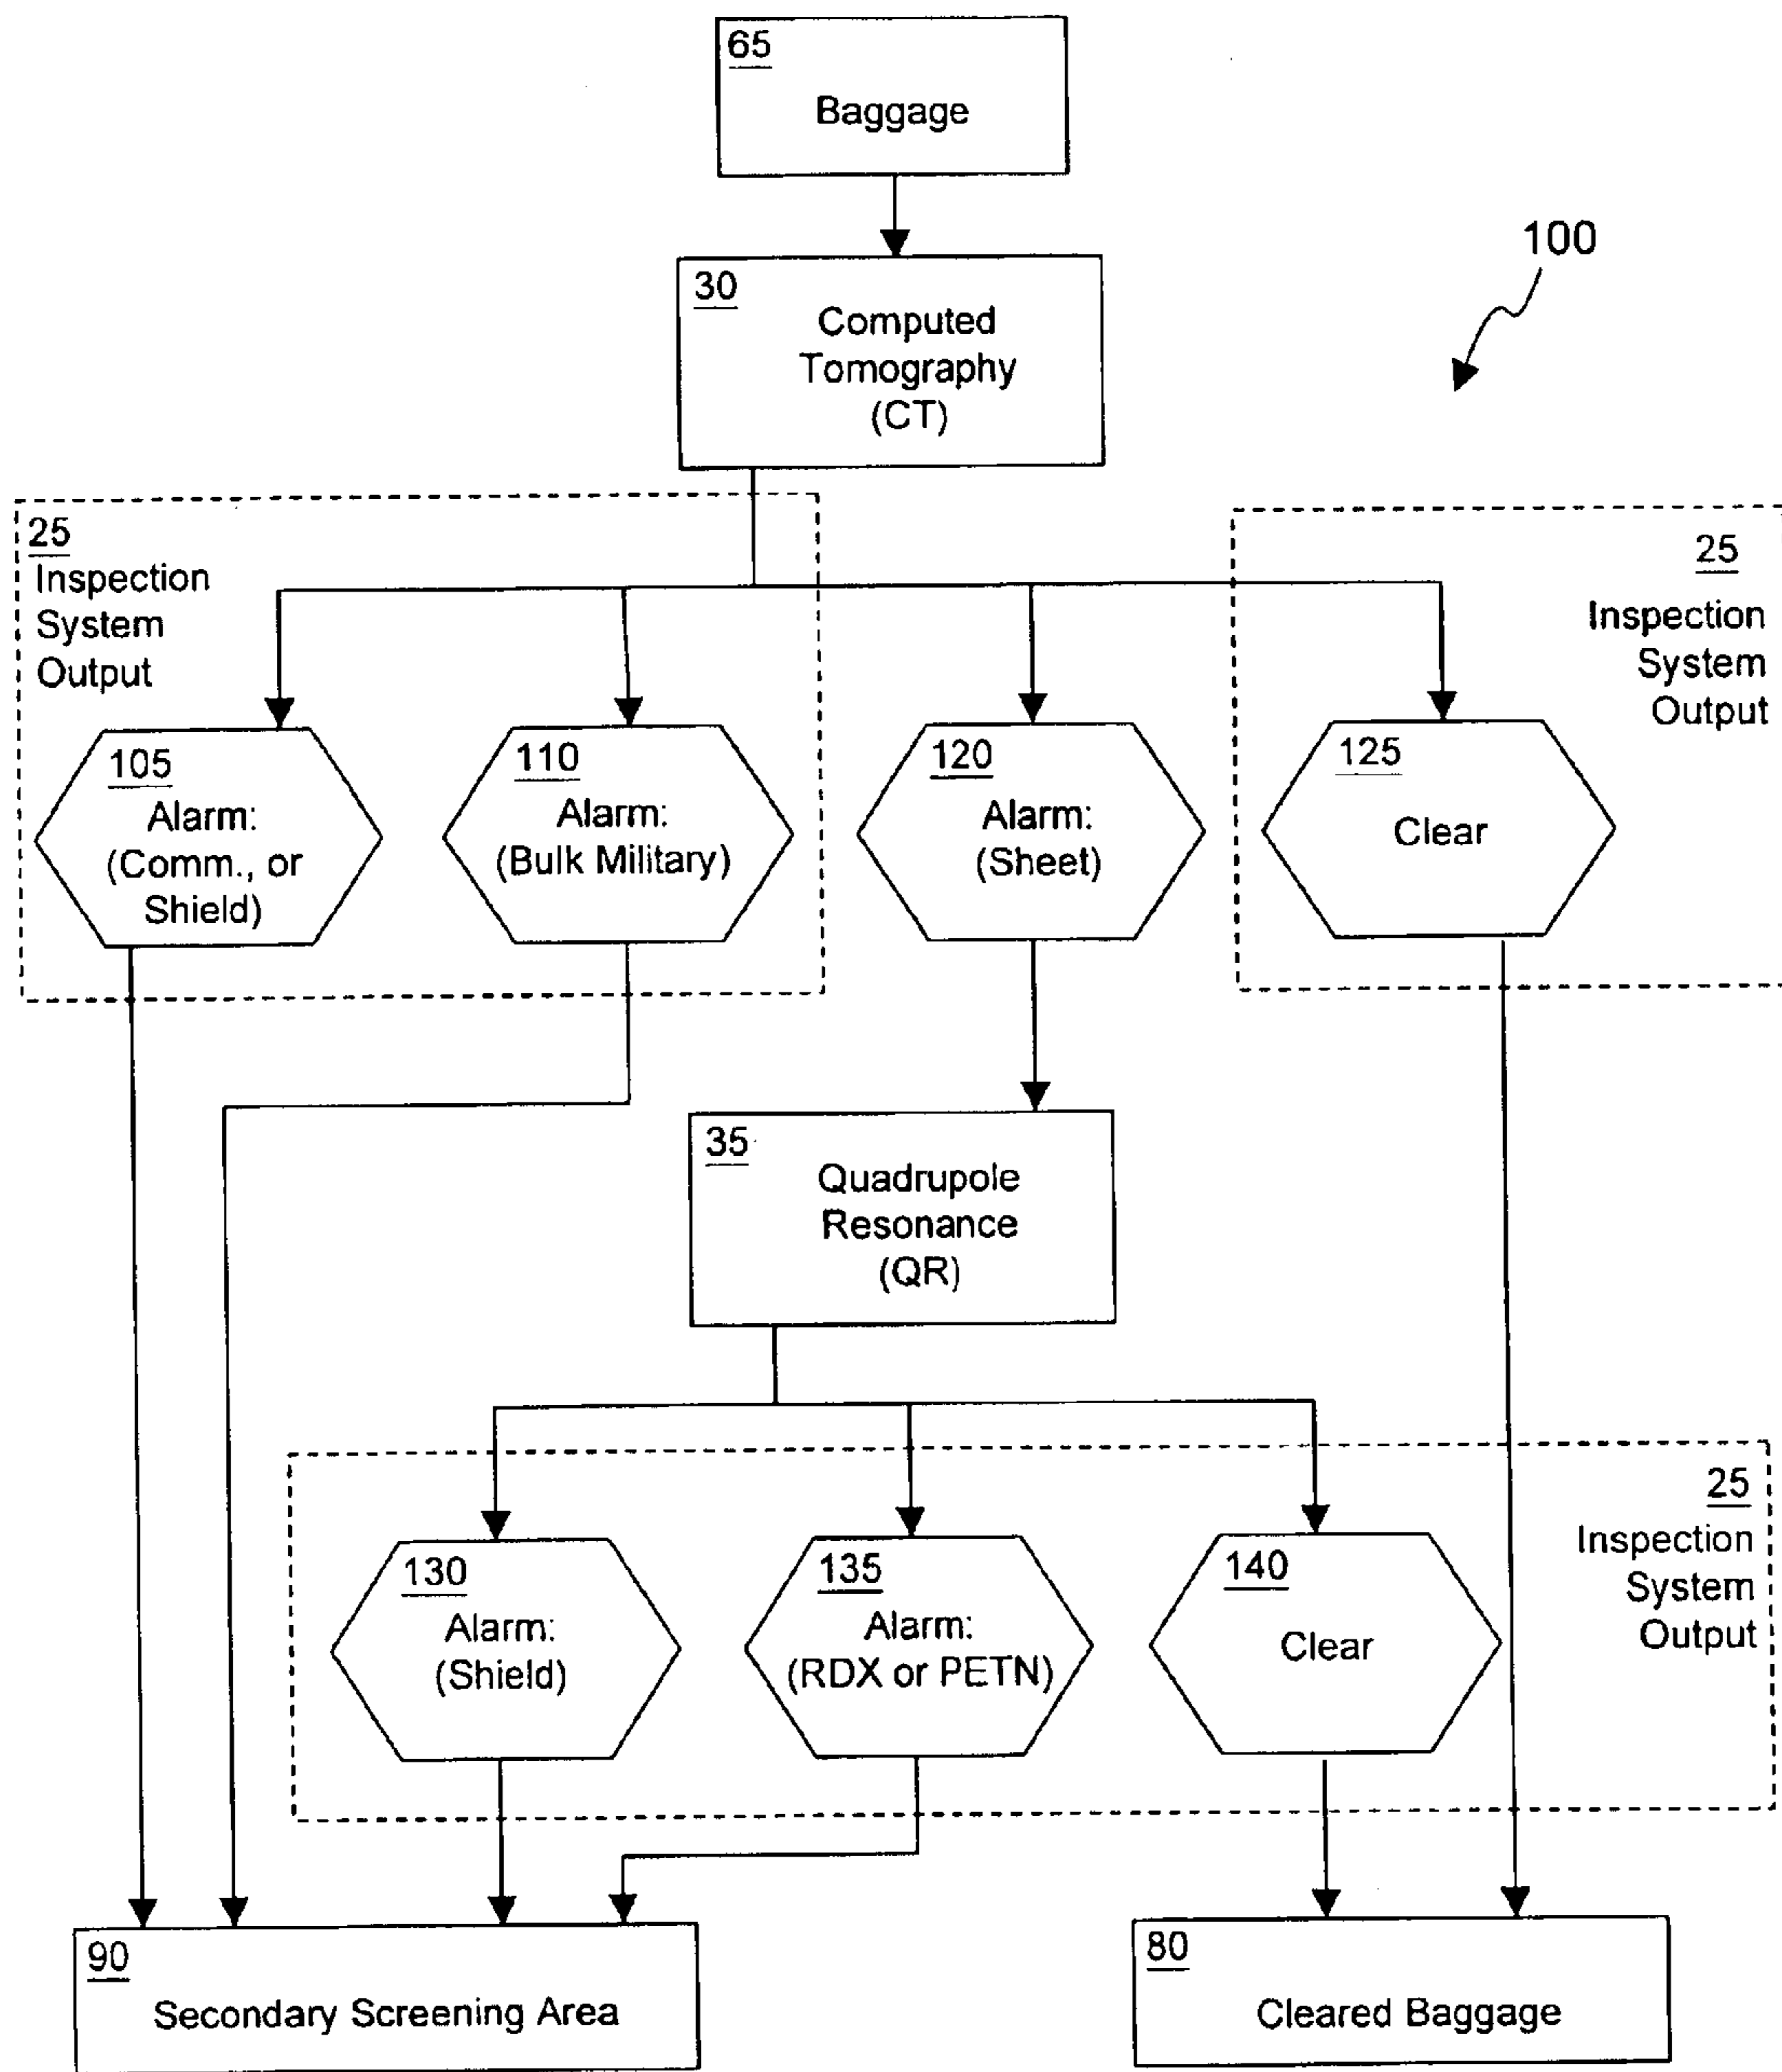 65
Baggage
100
30
Computed
Tomography
(CT)
25
Inspection
System
Output
25
Inspection
System
Output
105
Alarm:
(Comm., or
Shield)
110
Alarm:
(Bulk Military)
120
Alarm:
(Sheet)
125
Clear
35
Quadrupole
Resonance
(QR)
25
Inspection
System
Output
130
Alarm:
(Shield)
135
Alarm:
(RDX or PETN)
140
Clear
90
Secondary Screening Area
80
Cleared Baggage